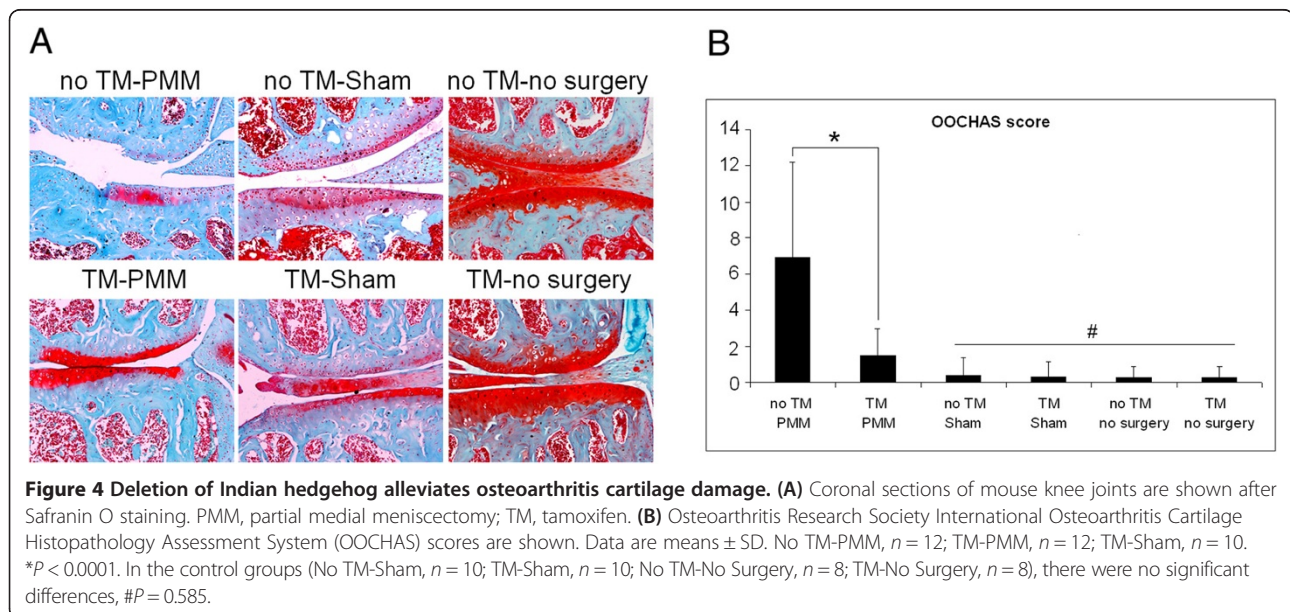 A
no TM-PMM no TM-Sham no TM-no surgery
TM-PMM TM-Sham TM-no surgery
B
OOCHAS score
14
12
10
8
6
4
2
0
*
#
no TM
PMM
TM
PMM
no TM
Sham
TM
Sham
no TM
no surgery
TM
no surgery
Figure 4 Deletion of Indian hedgehog alleviates osteoarthritis cartilage damage. (A) Coronal sections of mouse knee joints are shown after
Safranin O staining. PMM, partial medial meniscectomy; TM, tamoxifen. (B) Osteoarthritis Research Society International Osteoarthritis Cartilage
Histopathology Assessment System (OOCHAS) scores are shown. Data are means ± SD. No TM-PMM, n = 12; TM-PMM, n = 12; TM-Sham, n = 10.
*P < 0.0001. In the control groups (No TM-Sham, n = 10; TM-Sham, n = 10; No TM-No Surgery, n = 8; TM-No Surgery, n = 8), there were no significant
differences, #P = 0.585.